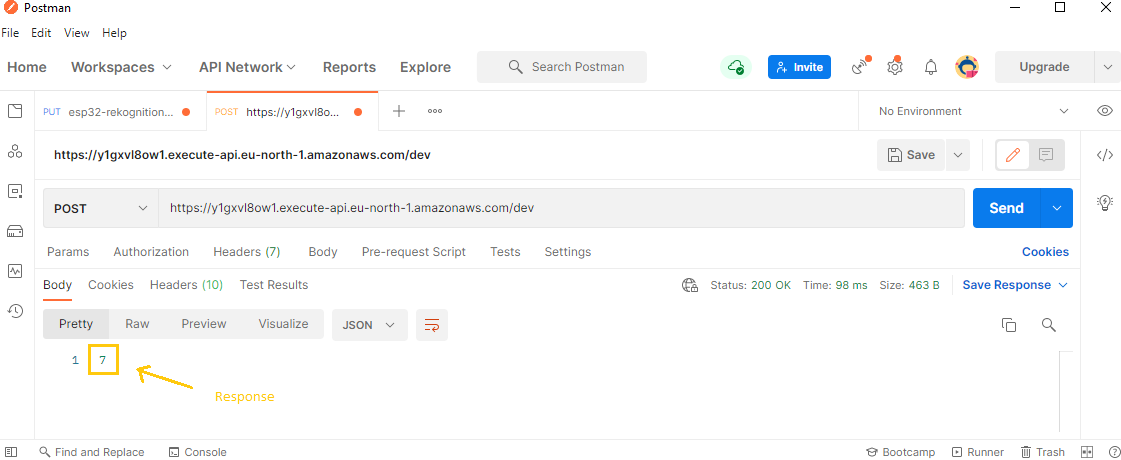 Postman
File Edit View Help
Home Workspaces API Network Reports Explore Search Postman Invite Upgrade
PUT esp32-rekognition... POST https://y1gxvl8o... No Environment
https://y1gxvl8ow1.execute-api.eu-north-1.amazonaws.com/dev Save
POST https://y1gxvl8ow1.execute-api.eu-north-1.amazonaws.com/dev Send
Params Authorization Headers (7) Body Pre-request Script Tests Settings Cookies
Body Cookies Headers (10) Test Results Status: 200 OK Time: 98 ms Size: 463 B Save Response
Pretty Raw Preview Visualize JSON
1 7
Response
Find and Replace Console Bootcamp Runner Trash